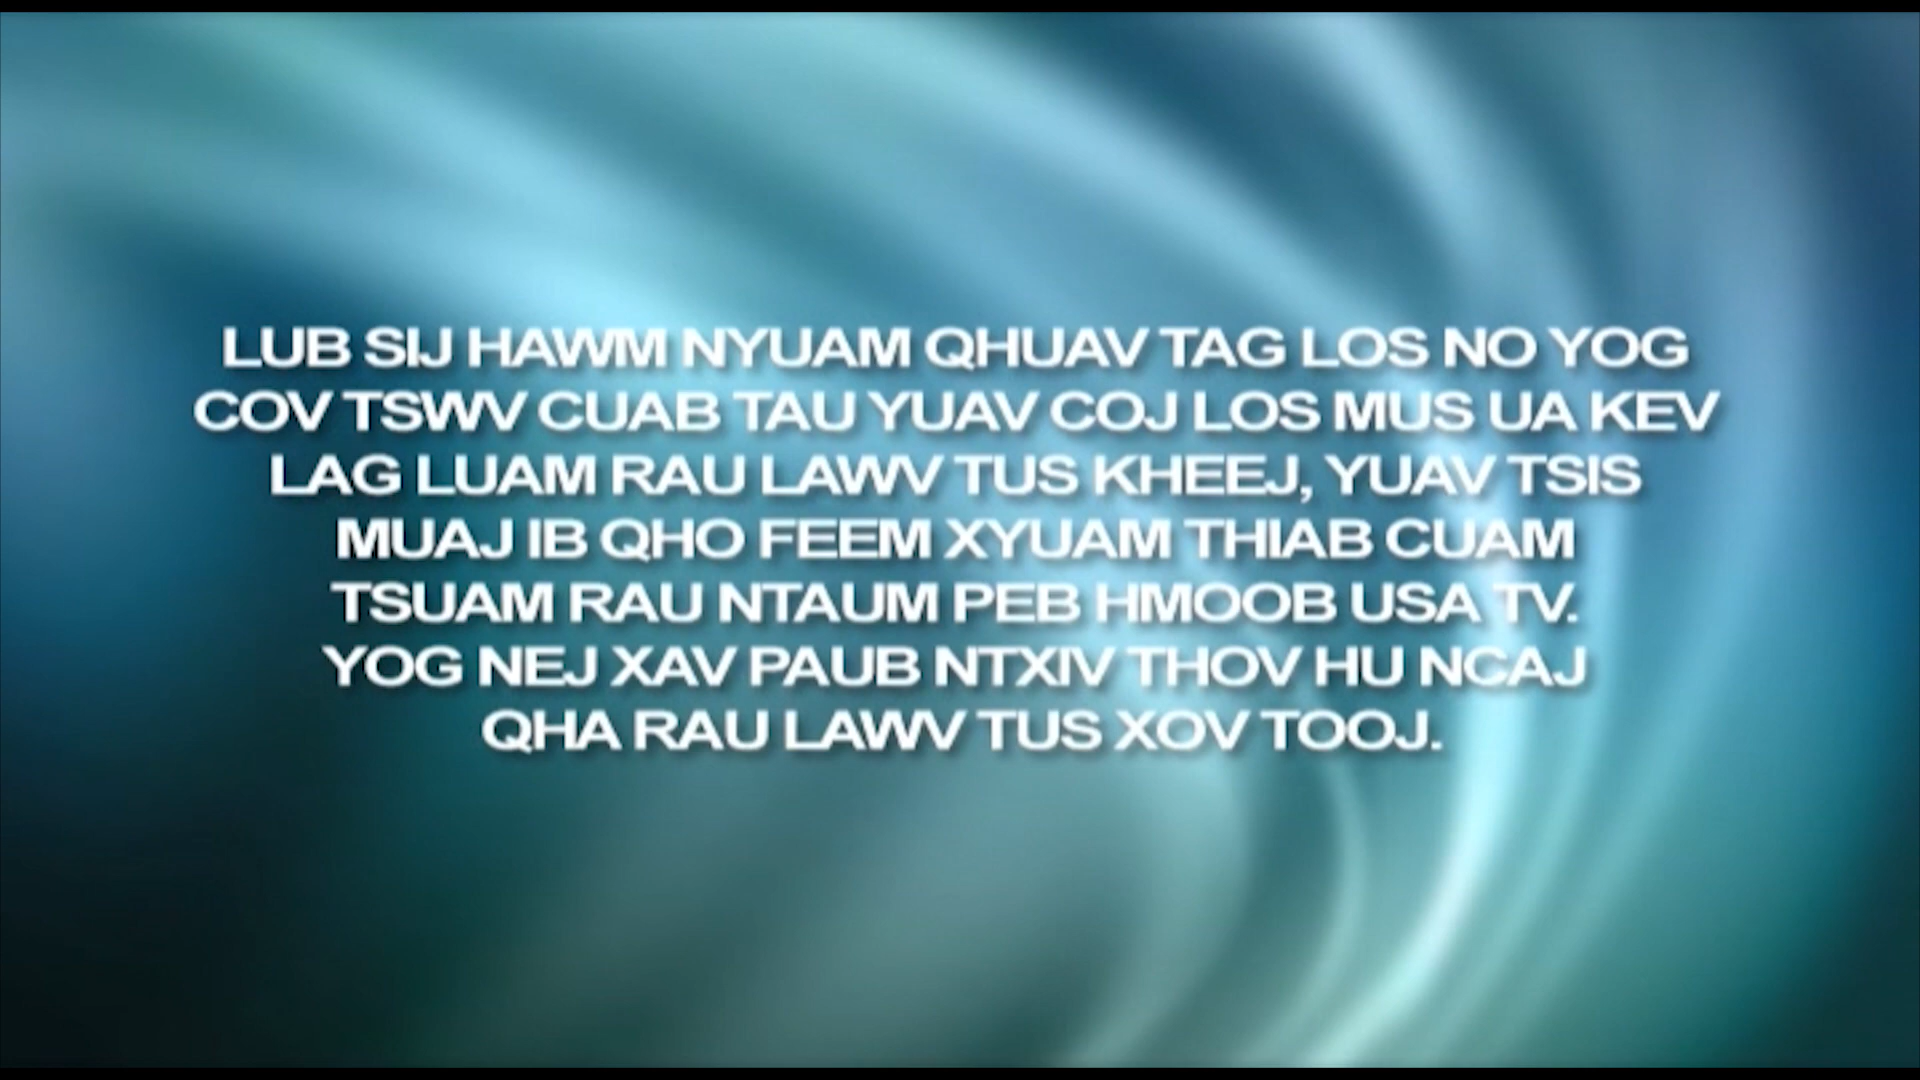 LUB SIJ HAWM NYUAM QHUAV TAG LOS NO YOG
COV TSWV CUAB TAU YUAV COJ LOS MUS UA KEV
LAG LUAM RAU LAWV TUS KHEEJ, YUAV TSIS
MUAJ IB QHO FEEM XYUAM THIAB CUAM
TSUAM RAU NTAUM PEB HMOOB USA TV.
YOG NEJ XAV PAUB NTXIV THOV HU NCAJ
QHA RAU LAWV TUS XOV TOOJ.